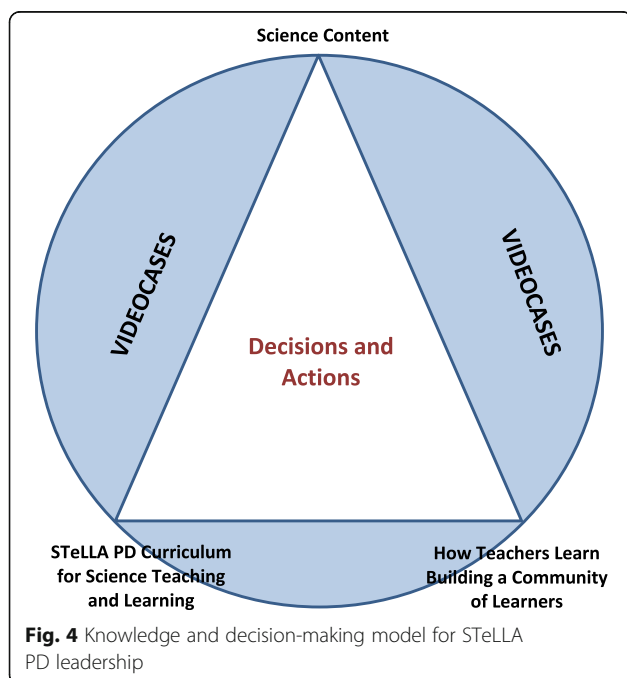 Science Content
VIDEOCASES
VIDEOCASES
Decisions and
Actions
STeLLA PD Curriculum
for Science Teaching
and Learning
How Teachers Learn
Building a Community
of Learners
Fig. 4 Knowledge and decision-making model for STeLLA
PD leadership